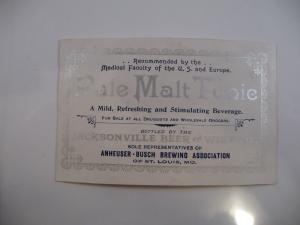 . . Recommended by the . .
Medical Faculty of the U. S. and Europe.
Pale Malt Tonic
A Mild, Refreshing and Stimulating Beverage.
FOR SALE AT ALL DRUGGISTS AND WHOLESALE GROCERS.
BOTTLED BY THE
JACKSONVILLE BEER
SOLE REPRESENTATIVES OF
ANHEUSER-BUSCH BREWING ASSOCIATION
OF ST. LOUIS, MO.